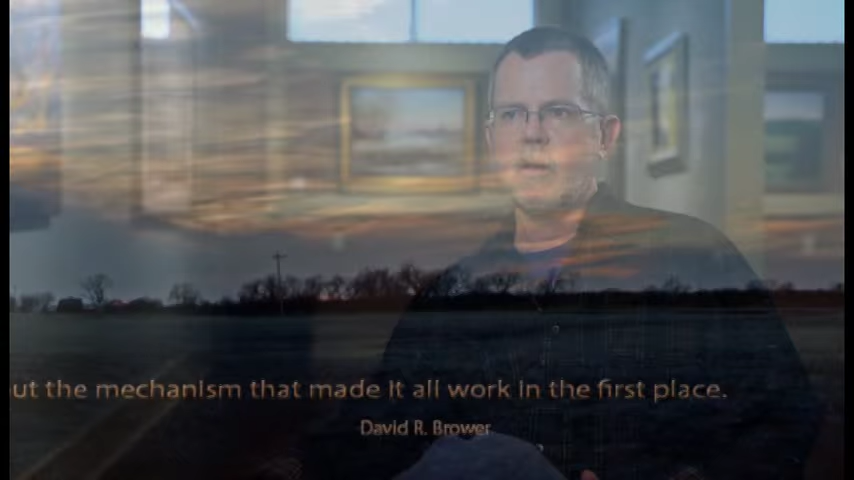 ut the mechanism that made it all work in the first place.
David R. Brower